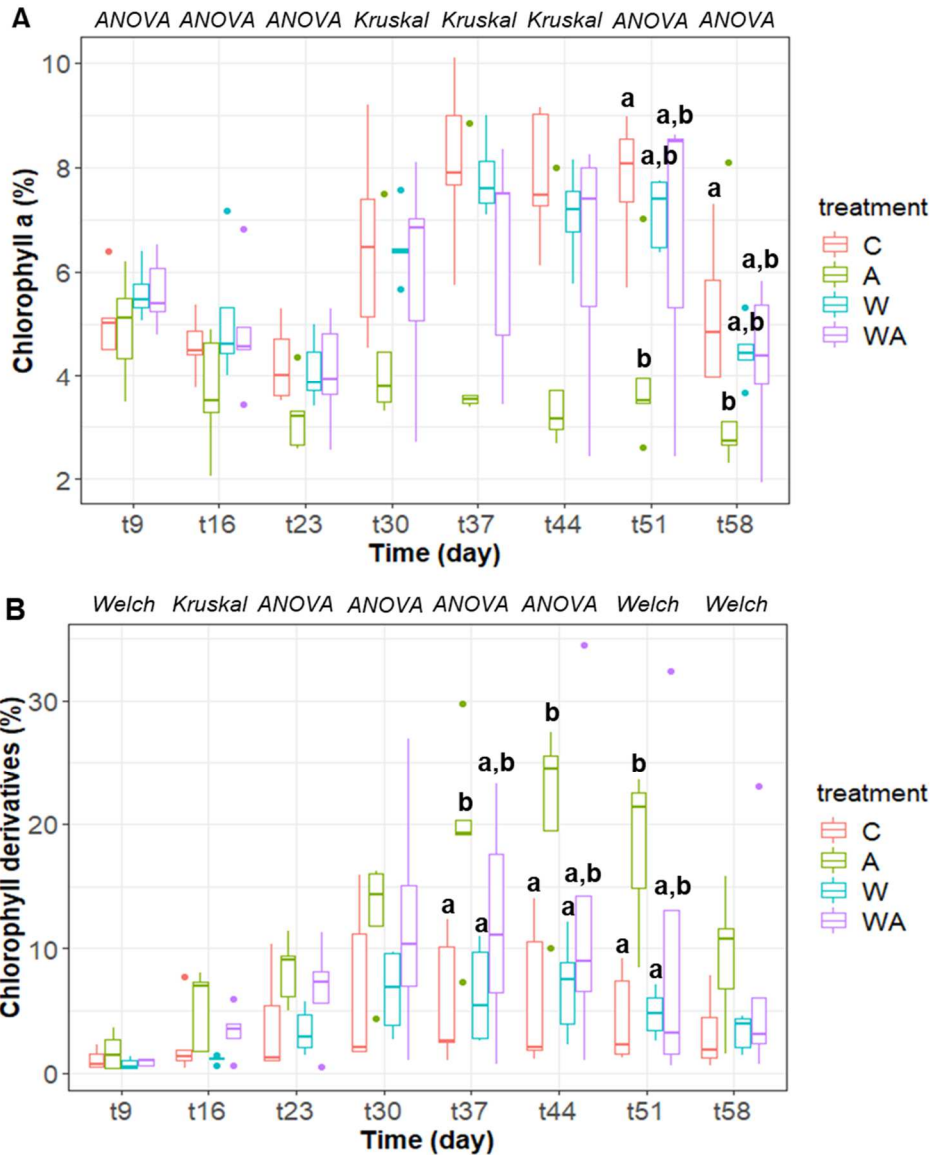 A
ANOVA ANOVA ANOVA Kruskal Kruskal Kruskal ANOVA ANOVA
Chlorophyll a (%)
10
8
6
4
2
a
a,b
a,b
b
a
a,b
a,b
b
t9 t16 t23 t30 t37 t44 t51 t58
Time (day)
treatment
C
A
W
WA
B
Welch Kruskal ANOVA ANOVA ANOVA ANOVA Welch Welch
Chlorophyll derivatives (%)
30
20
10
0
a
b
a
a,b
a
b
a
a,b
a
b
a
a,b
t9 t16 t23 t30 t37 t44 t51 t58
Time (day)
treatment
C
A
W
WA